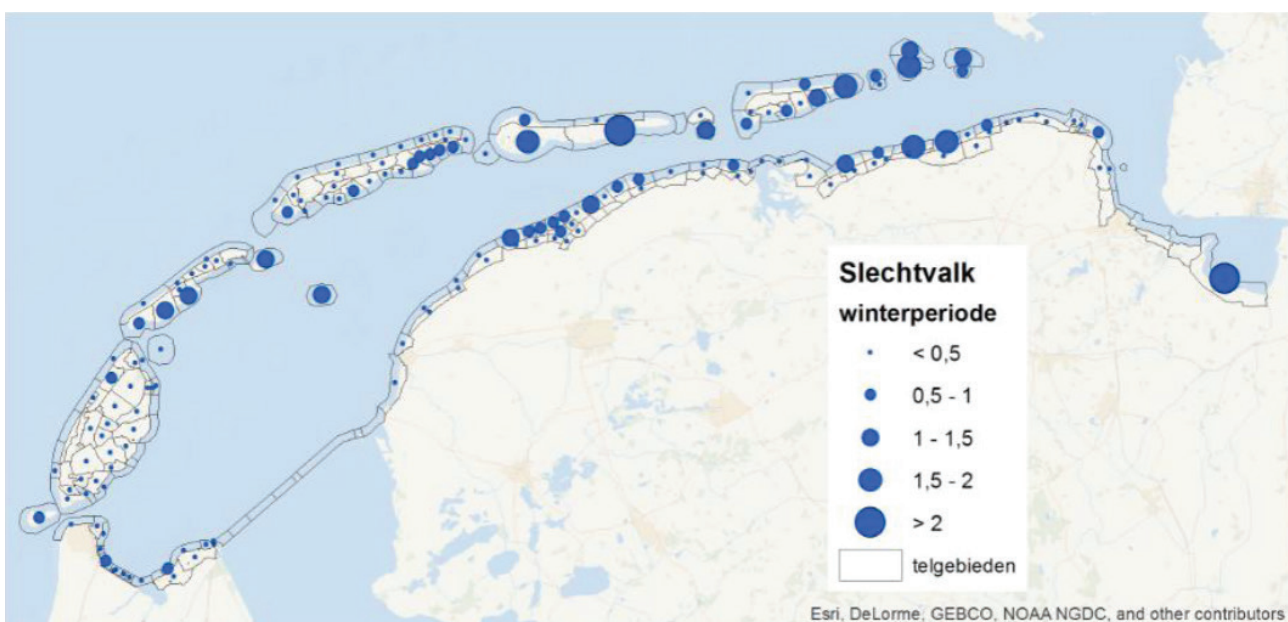 Slechtvalk
winterperiode
< 0,5
0,5 - 1
1 - 1,5
1,5 - 2
> 2
telgebieden
Esri, DeLorme, GEBCO, NOAA NGDC, and other contributors